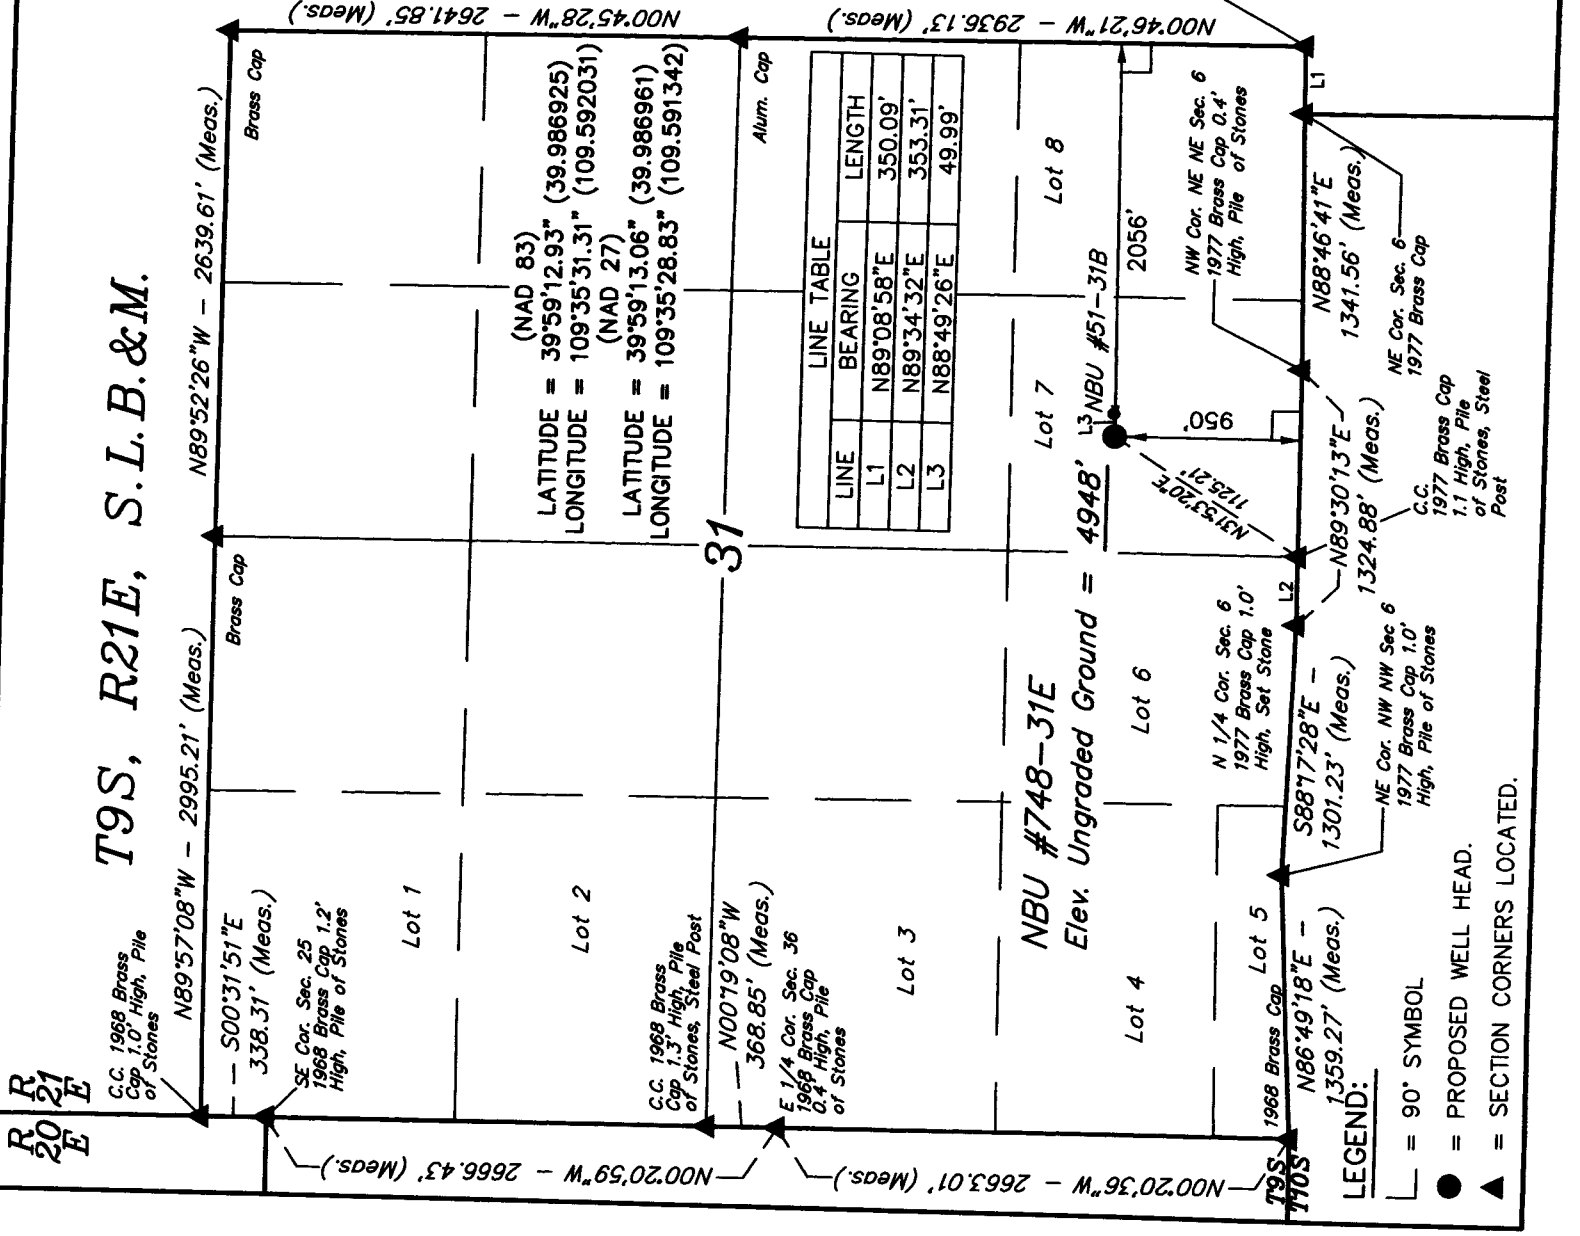 T9S, R21E, S.L.B.&M.
R
20
E
R
21
E
C.C. 1968 Brass
Cap 1.0' High, Pile
of Stones
N89°57'08"W - 2995.21' (Meas.)
N89°52'26"W - 2639.61' (Meas.)
Brass Cap
Brass Cap
S00°31'51"E
338.31' (Meas.)
SE Cor. Sec. 25
1968 Brass Cap 1.2'
High, Pile of Stones
N00°45'28"W - 2641.85' (Meas.)
Lot 1
Lot 2
(NAD 83)
LATITUDE = 39°59'12.93" (39.986925)
LONGITUDE = 109°35'31.31" (109.592031)
(NAD 27)
LATITUDE = 39°59'13.06" (39.986961)
LONGITUDE = 109°35'28.83" (109.591342)
N00°20'59"W - 2666.43' (Meas.)
C.C. 1968 Brass
Cap 1.3' High, Pile
of Stones, Steel Post
N00°19'08"W
368.85' (Meas.)
E 1/4 Cor. Sec. 36
1968 Brass Cap
0.4' High, Pile
of Stones
31
Alum. Cap
LINE TABLE
LINE BEARING LENGTH
L1 N89°08'58"E 350.09'
L2 N89°34'32"E 353.31'
L3 N88°49'26"E 49.99'
N00°46'21"W - 2936.13' (Meas.)
Lot 3
Lot 7
Lot 8
NBU #748-31E
Elev. Ungraded Ground = 4948'
L3
NBU #51-31B
2056'
950'
N31°53'20"E
1125.21'
Lot 4
Lot 6
Lot 5
N00°20'36"W - 2663.01' (Meas.)
N 1/4 Cor. Sec. 6
1977 Brass Cap 1.0'
High, Set Stone
NW Cor. NE NE Sec. 6
1977 Brass Cap 0.4'
High, Pile of Stones
1968 Brass Cap
T9S
T10S
L2
L1
N86°49'18"E -
1359.27' (Meas.)
S88°17'28"E -
1301.23' (Meas.)
N89°30'13"E
1324.88' (Meas.)
N88°46'41"E
1341.56' (Meas.)
NE Cor. NW NW Sec 6
1977 Brass Cap 1.0'
High, Pile of Stones
C.C.
1977 Brass Cap
1.1 High, Pile
of Stones, Steel
Post
NE Cor. Sec. 6
1977 Brass Cap
LEGEND:
= 90° SYMBOL
= PROPOSED WELL HEAD.
= SECTION CORNERS LOCATED.